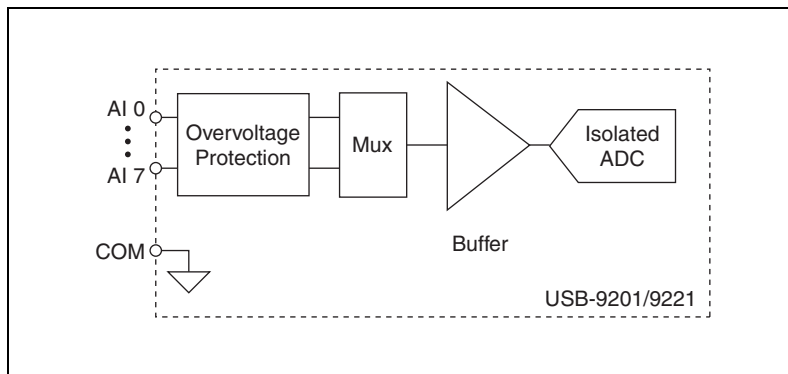 AI 0
AI 7
COM
Overvoltage
Protection
Mux
Buffer
Isolated
ADC
USB-9201/9221